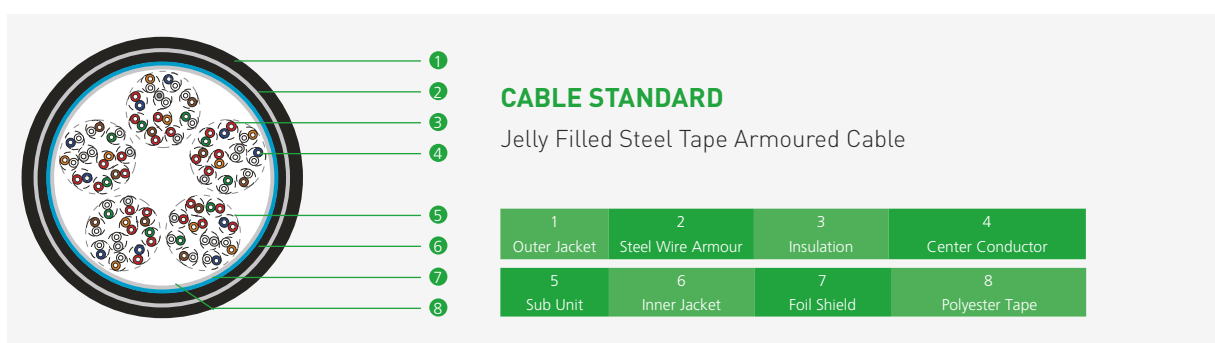 1
2
3
4
5
6
7
8
CABLE STANDARD
Jelly Filled Steel Tape Armoured Cable
1 2 3 4
Outer Jacket Steel Wire Armour Insulation Center Conductor
5 6 7 8
Sub Unit Inner Jacket Foil Shield Polyester Tape